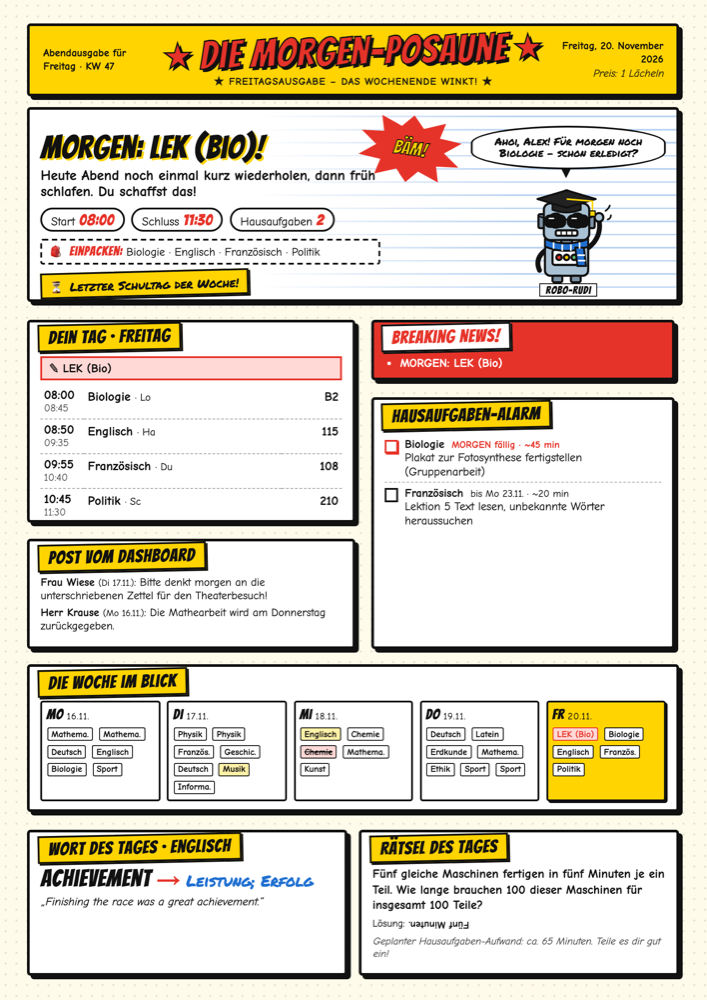 Abendausgabe für
Freitag · KW 47
★ DIE MORGEN-POSAUNE ★
★ FREITAGSAUSGABE – DAS WOCHENENDE WINKT! ★
Freitag, 20. November
2026
Preis: 1 Lächeln
MORGEN: LEK (BIO)!
Heute Abend noch einmal kurz wiederholen, dann früh
schlafen. Du schaffst das!
Start 08:00 Schluss 11:30 Hausaufgaben 2
EINPACKEN: Biologie · Englisch · Französisch · Politik
LETZTER SCHULTAG DER WOCHE!
BÄM!
AHOI, ALEX! FÜR MORGEN NOCH
BIOLOGIE – SCHON ERLEDIGT?
ROBO-RUDI
DEIN TAG · FREITAG
LEK (Bio)
08:00 Biologie · Lo B2
08:45
08:50 Englisch · Ha 115
09:35
09:55 Französisch · Du 108
10:40
10:45 Politik · Sc 210
11:30
BREAKING NEWS!
• MORGEN: LEK (Bio)
HAUSAUFGABEN-ALARM
Biologie MORGEN fällig · ~45 min
Plakat zur Fotosynthese fertigstellen
(Gruppenarbeit)
Französisch bis Mo 23.11. · ~20 min
Lektion 5 Text lesen, unbekannte Wörter
heraussuchen
POST VOM DASHBOARD
Frau Wiese (Di 17.11.): Bitte denkt morgen an die
unterschriebenen Zettel für den Theaterbesuch!
Herr Krause (Mo 16.11.): Die Mathearbeit wird am Donnerstag
zurückgegeben.
DIE WOCHE IM BLICK
MO 16.11.
Mathema. Mathema.
Deutsch Englisch
Biologie Sport
DI 17.11.
Physik Physik
Französ. Geschic.
Deutsch Musik
Informa.
MI 18.11.
Englisch Chemie
Chemie Mathema.
Kunst
DO 19.11.
Deutsch Latein
Erdkunde Mathema.
Ethik Sport Sport
FR 20.11.
LEK (Bio) Biologie
Englisch Französ.
Politik
WORT DES TAGES · ENGLISCH
ACHIEVEMENT → LEISTUNG; ERFOLG
„Finishing the race was a great achievement.“
RÄTSEL DES TAGES
Fünf gleiche Maschinen fertigen in fünf Minuten je ein
Teil. Wie lange brauchen 100 dieser Maschinen für
insgesamt 100 Teile?
Lösung: Fünf Minuten.
Geplanter Hausaufgaben-Aufwand: ca. 65 Minuten. Teile es dir gut
ein!